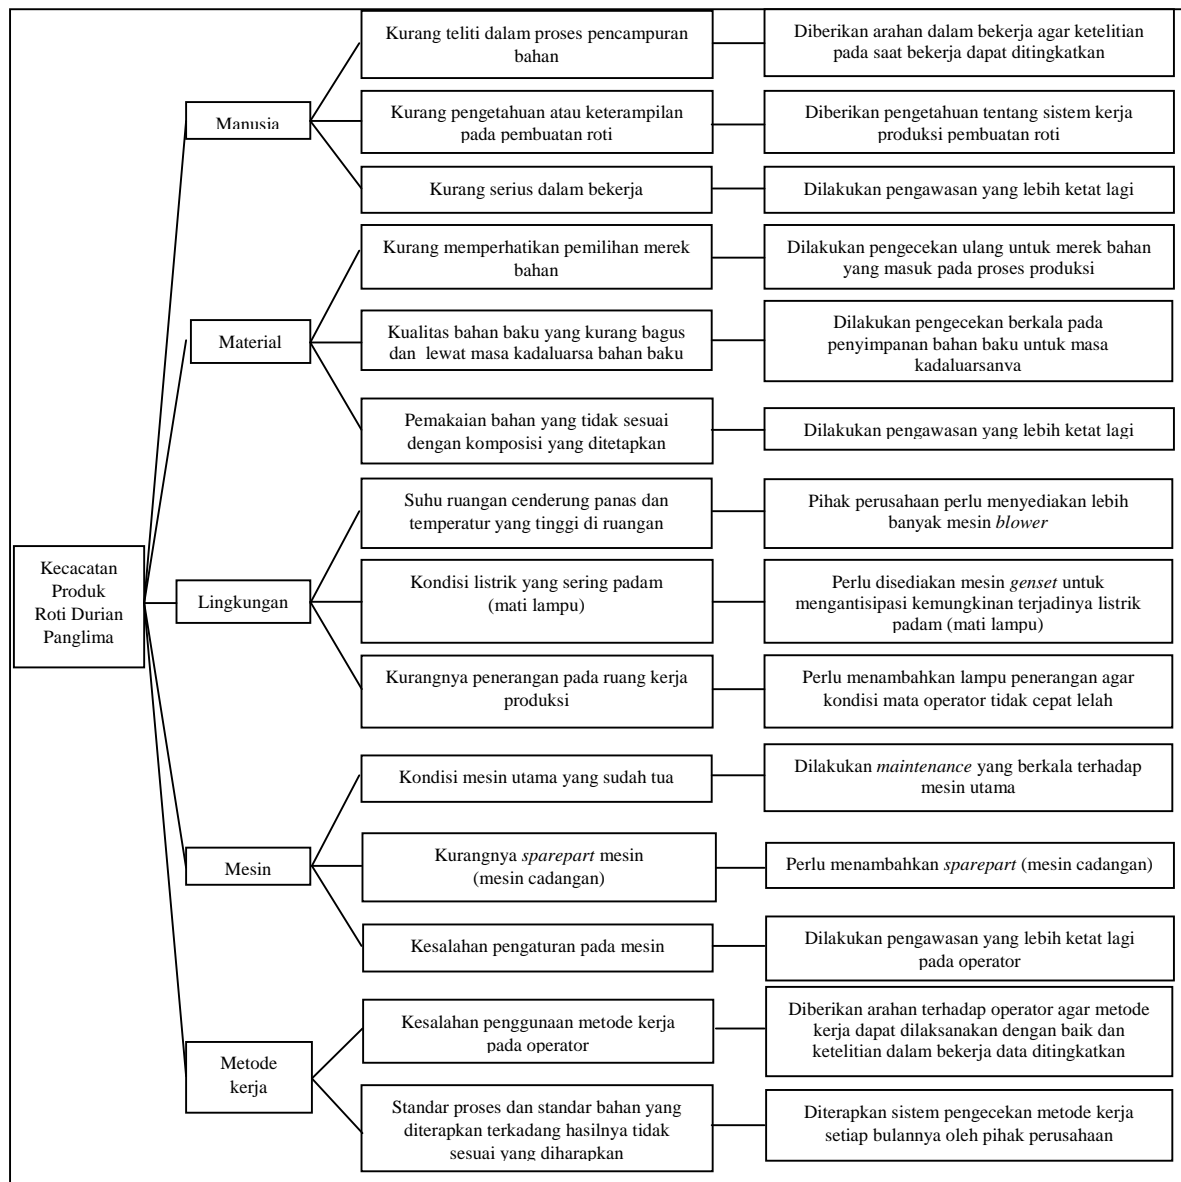 Kecacatan
Produk
Roti Durian
Panglima
Manusia
Kurang teliti dalam proses pencampuran
bahan
Diberikan arahan dalam bekerja agar ketelitian
pada saat bekerja dapat ditingkatkan
Kurang pengetahuan atau keterampilan
pada pembuatan roti
Diberikan pengetahuan tentang sistem kerja
produksi pembuatan roti
Kurang serius dalam bekerja
Dilakukan pengawasan yang lebih ketat lagi
Material
Kurang memperhatikan pemilihan merek
bahan
Dilakukan pengecekan ulang untuk merek bahan
yang masuk pada proses produksi
Kualitas bahan baku yang kurang bagus
dan lewat masa kadaluarsa bahan baku
Dilakukan pengecekan berkala pada
penyimpanan bahan baku untuk masa
kadaluarsanya
Pemakaian bahan yang tidak sesuai
dengan komposisi yang ditetapkan
Dilakukan pengawasan yang lebih ketat lagi
Lingkungan
Suhu ruangan cenderung panas dan
temperatur yang tinggi di ruangan
Pihak perusahaan perlu menyediakan lebih
banyak mesin blower
Kondisi listrik yang sering padam
(mati lampu)
Perlu disediakan mesin genset untuk
mengantisipasi kemungkinan terjadinya listrik
padam (mati lampu)
Kurangnya penerangan pada ruang kerja
produksi
Perlu menambahkan lampu penerangan agar
kondisi mata operator tidak cepat lelah
Mesin
Kondisi mesin utama yang sudah tua
Dilakukan maintenance yang berkala terhadap
mesin utama
Kurangnya sparepart mesin
(mesin cadangan)
Perlu menambahkan sparepart (mesin cadangan)
Kesalahan pengaturan pada mesin
Dilakukan pengawasan yang lebih ketat lagi
pada operator
Metode
kerja
Kesalahan penggunaan metode kerja
pada operator
Diberikan arahan terhadap operator agar metode
kerja dapat dilaksanakan dengan baik dan
ketelitian dalam bekerja data ditingkatkan
Standar proses dan standar bahan yang
diterapkan terkadang hasilnya tidak
sesuai yang diharapkan
Diterapkan sistem pengecekan metode kerja
setiap bulannya oleh pihak perusahaan